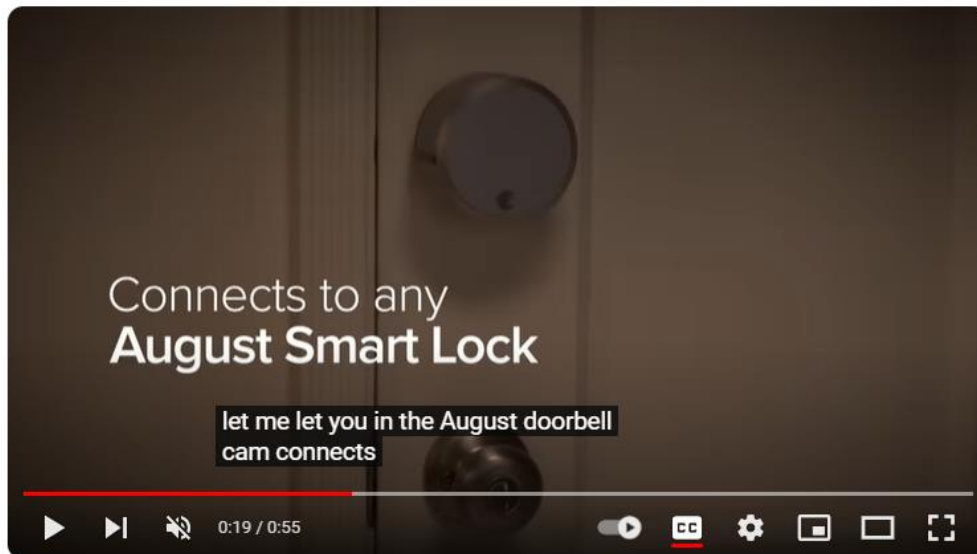 Connects to any
August Smart Lock
let me let you in the August doorbell
cam connects
0:19 / 0:55
CC